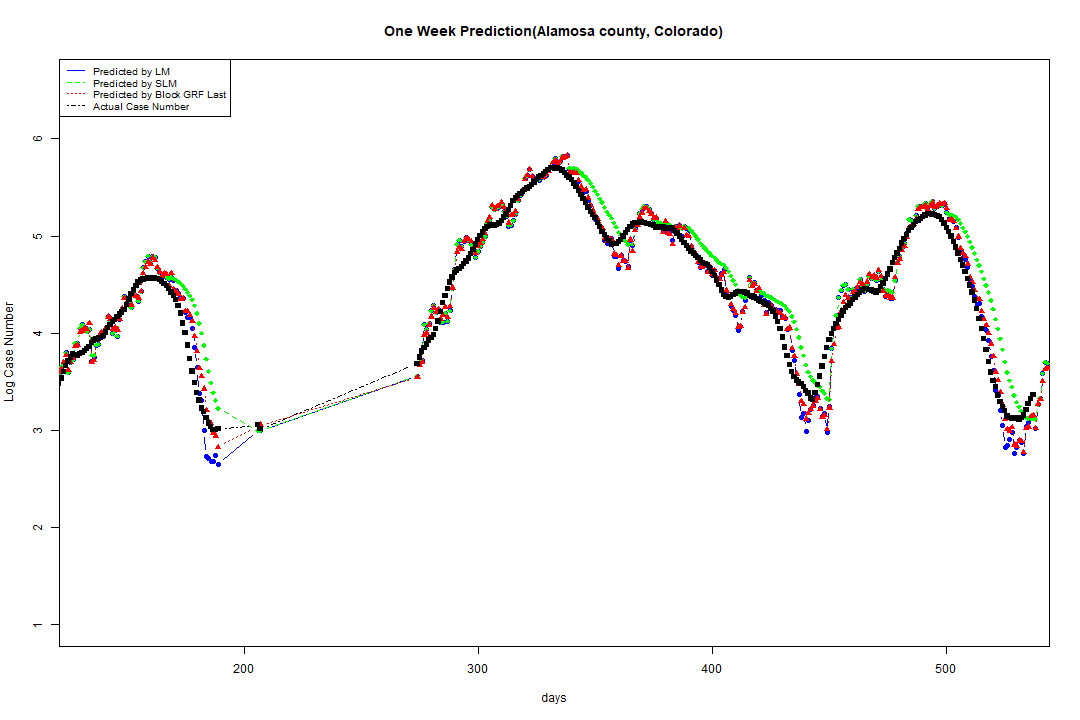 One Week Prediction(Alamosa county, Colorado)
Predicted by LM
Predicted by SLM
Predicted by Block GRF Last
Actual Case Number
Log Case Number
6
5
4
3
2
1
200 300 400 500
days